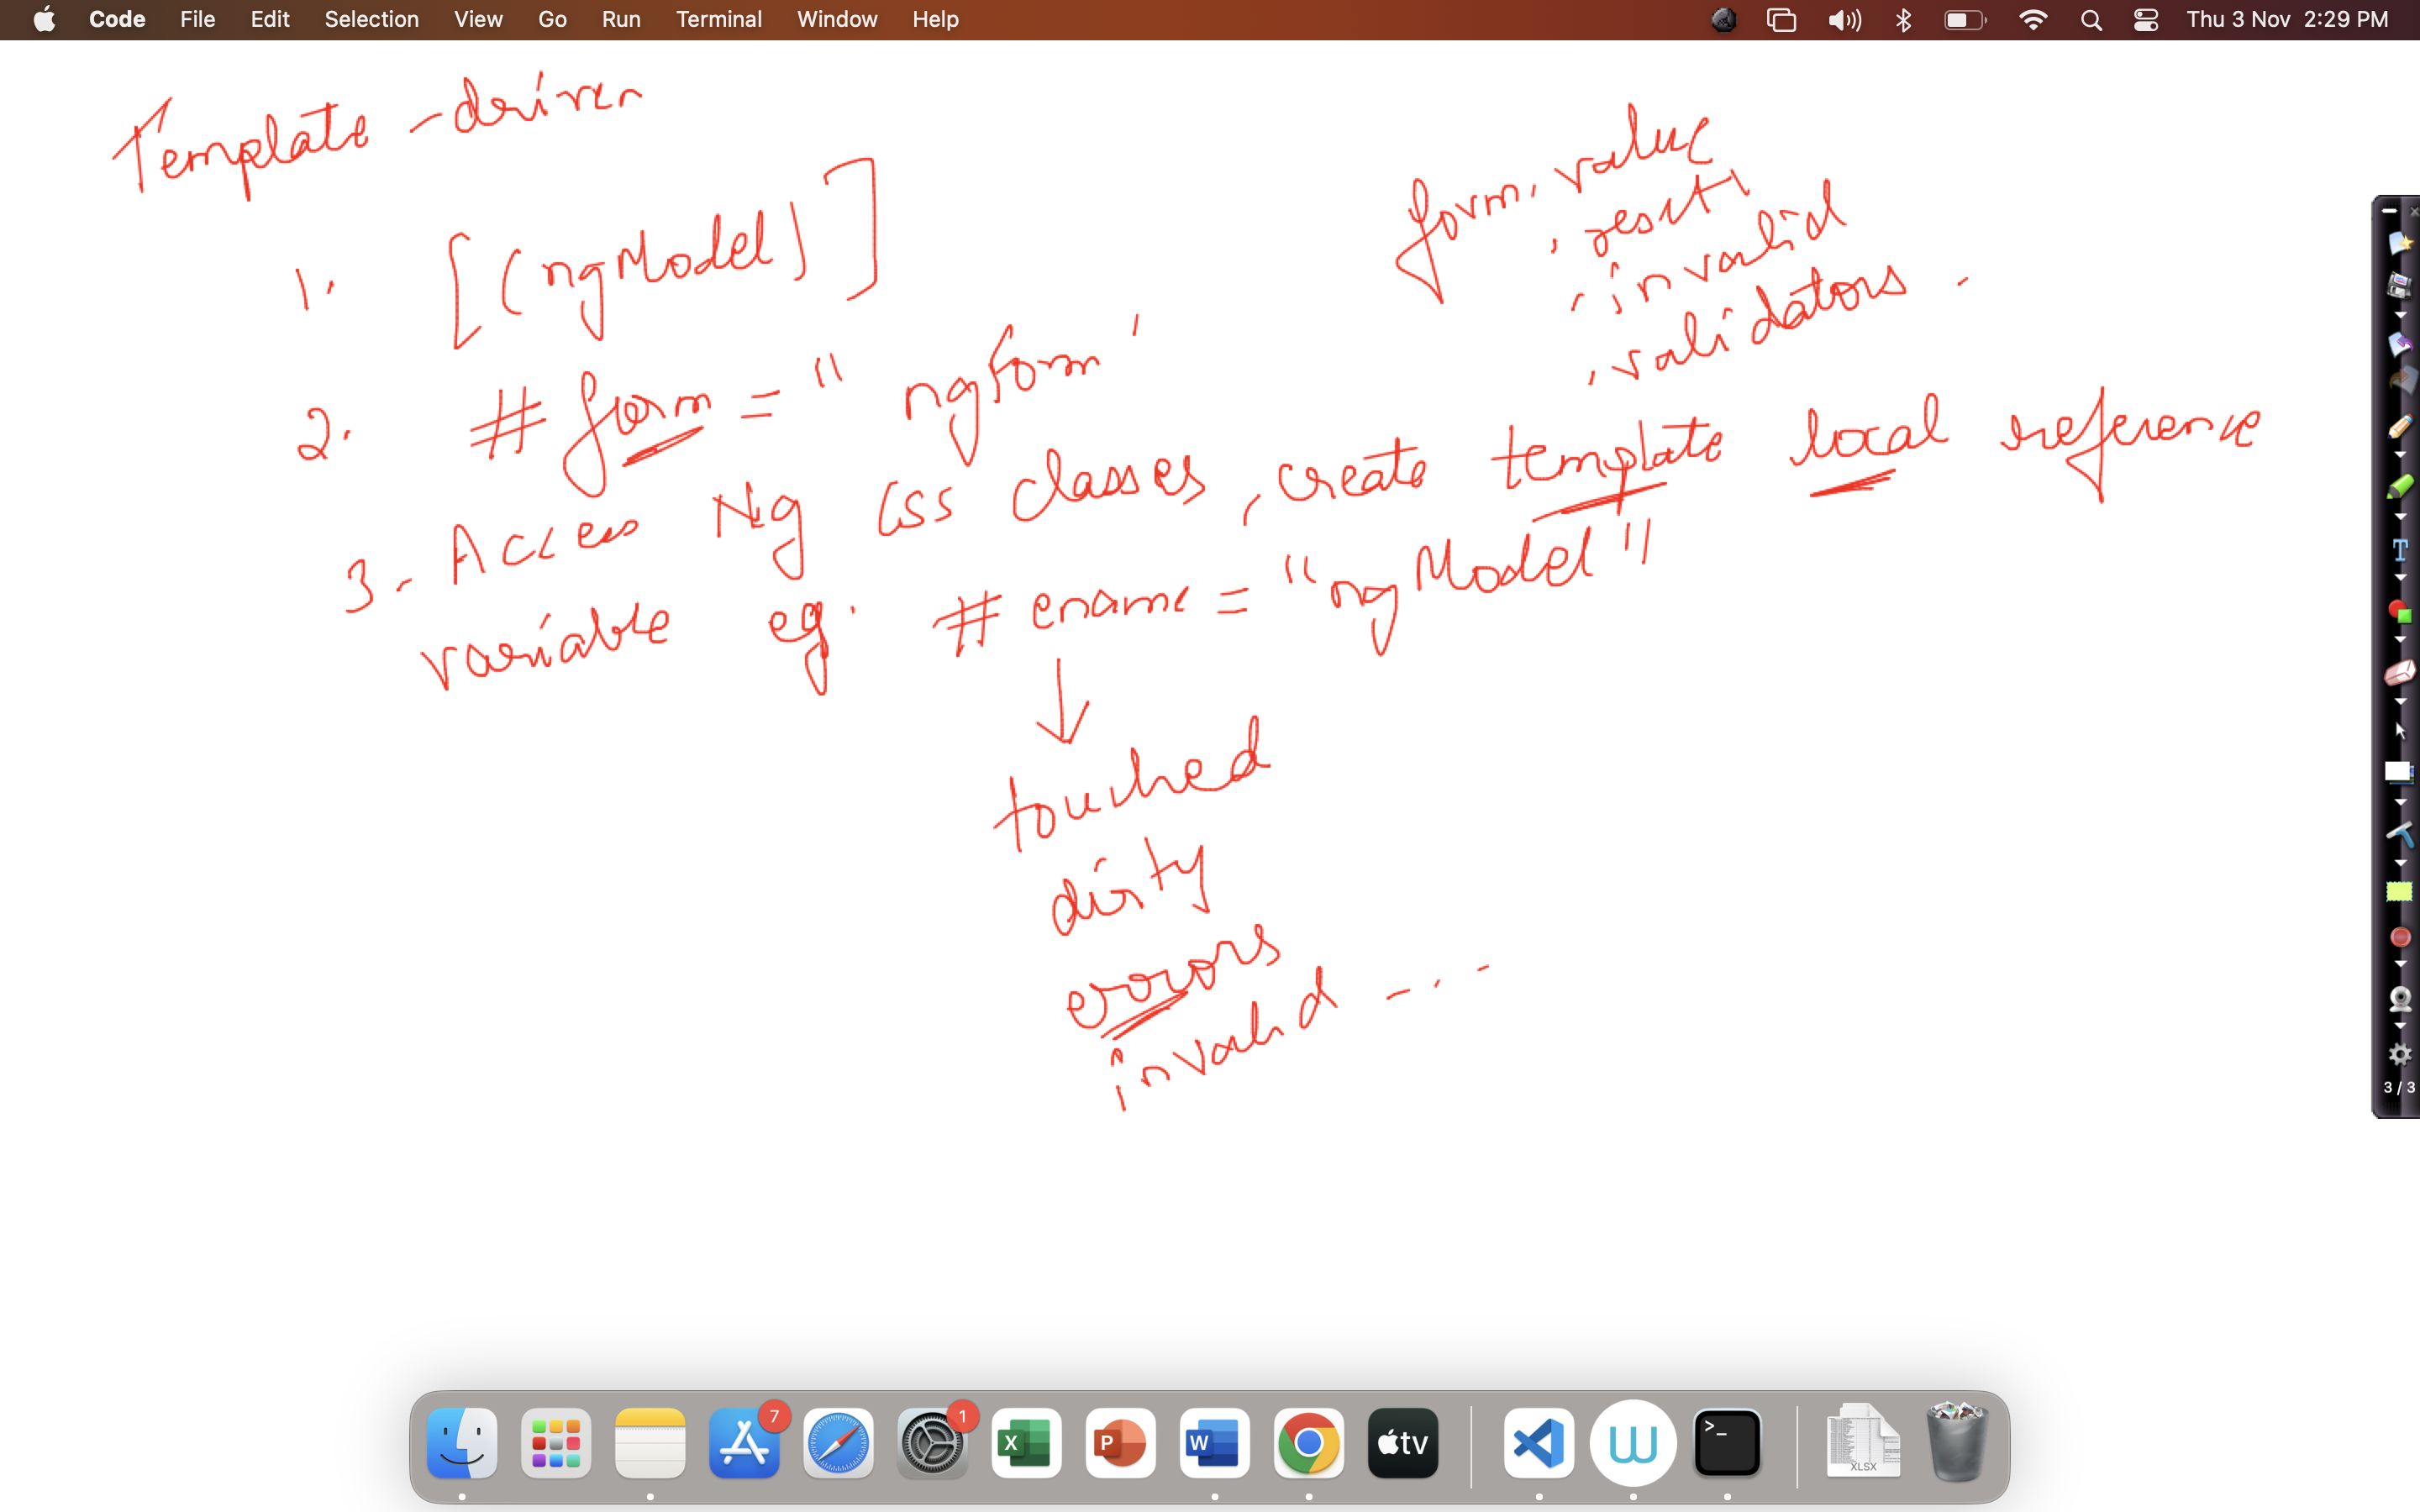 Code File Edit Selection View Go Run Terminal Window Help Thu 3 Nov 2:29 PM
Template-driven
1. [(ngModel)]
2. #form = "ngForm"
form.value
.reset
.invalid
.validators
3- Access Ng CSS classes, create template local reference
variable eg. #ename = "ngModel"
touched
dirty
errors
invalid - . -
T
3 / 3
7
1
X
P
W
tv
W
>_
XLSX